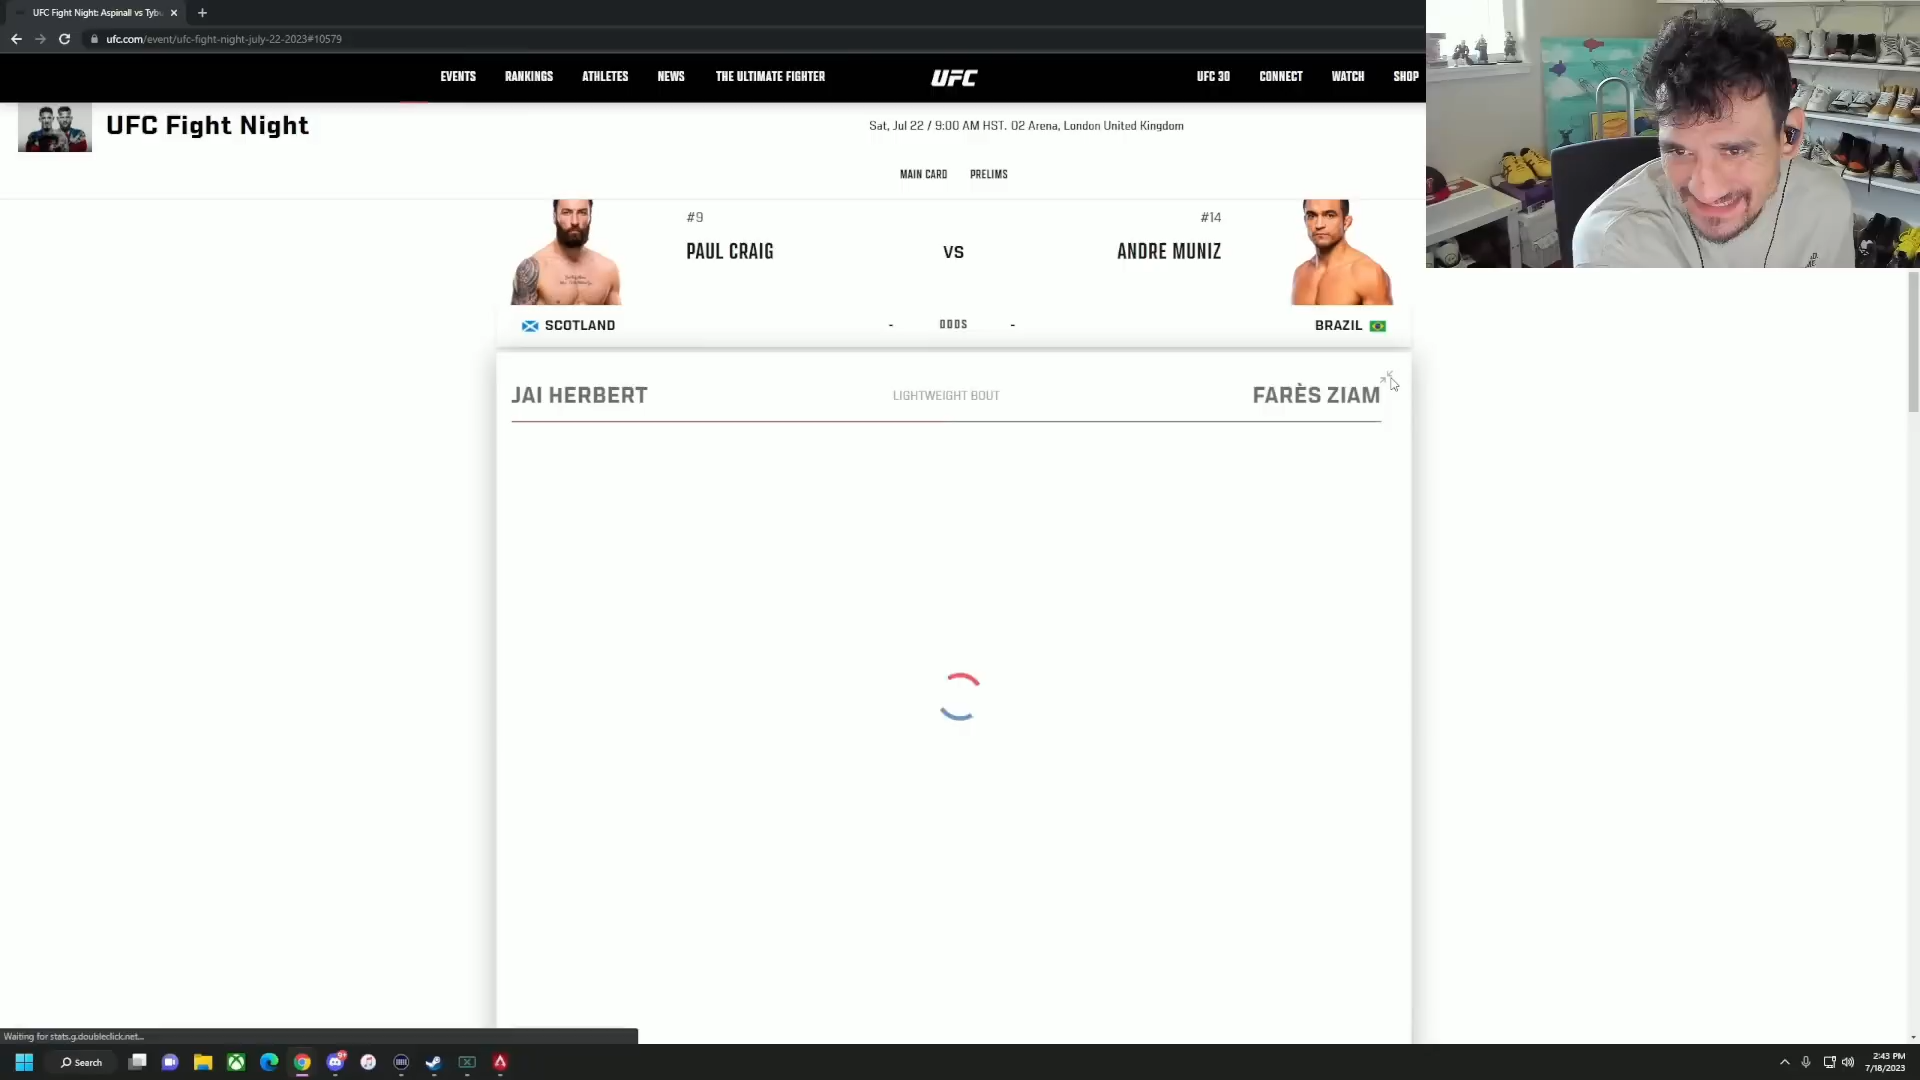 UFC Fight Night: Aspinall vs Tyb
ufc.com/event/ufc-fight-night-july-22-2023#10579
EVENTS RANKINGS ATHLETES NEWS THE ULTIMATE FIGHTER UFC UFC 30 CONNECT WATCH SHOP
UFC Fight Night
Sat, Jul 22 / 9:00 AM HST. O2 Arena, London United Kingdom
MAIN CARD PRELIMS
#9 #14
PAUL CRAIG VS ANDRE MUNIZ
SCOTLAND - ODDS - BRAZIL
JAI HERBERT LIGHTWEIGHT BOUT FARÈS ZIAM
Waiting for stats.g.doubleclick.net...
Search
9+
2:43 PM
7/18/2023